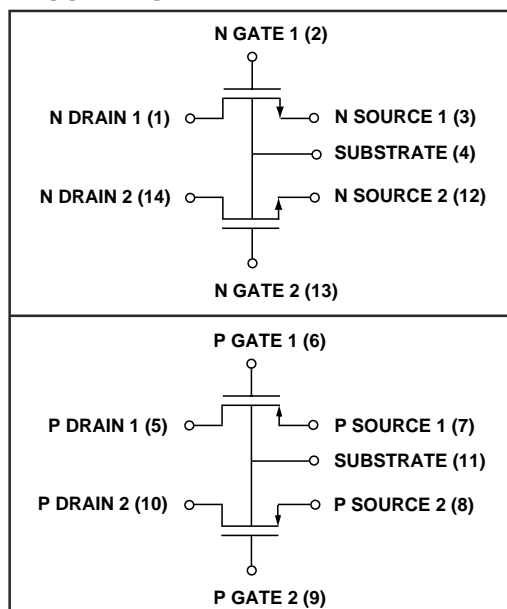 N GATE 1 (2)
N DRAIN 1 (1)
N SOURCE 1 (3)
SUBSTRATE (4)
N DRAIN 2 (14)
N SOURCE 2 (12)
N GATE 2 (13)
P GATE 1 (6)
P DRAIN 1 (5)
P SOURCE 1 (7)
SUBSTRATE (11)
P DRAIN 2 (10)
P SOURCE 2 (8)
P GATE 2 (9)